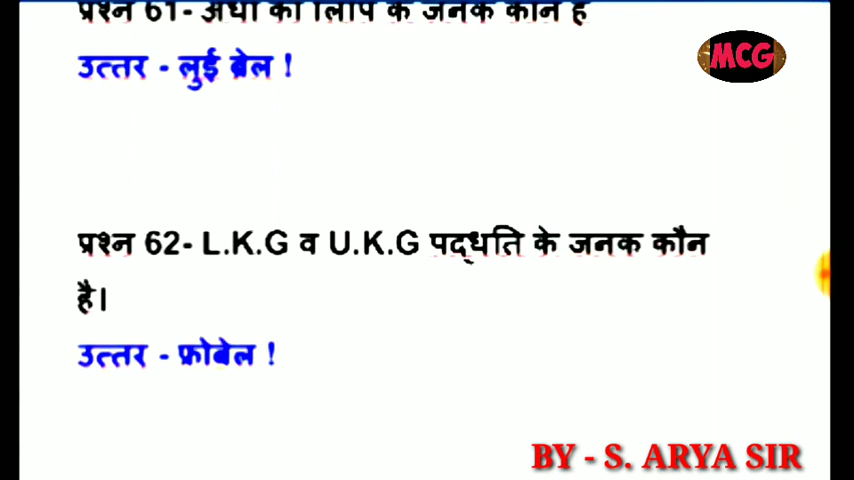 प्रश्न 61- अंधो की लिपि के जनक कौन है
उत्तर - लुई ब्रेल !
MCG
प्रश्न 62- L.K.G व U.K.G पद्धति के जनक कौन
है।
उत्तर - फ्रोबेल !
BY - S. ARYA SIR